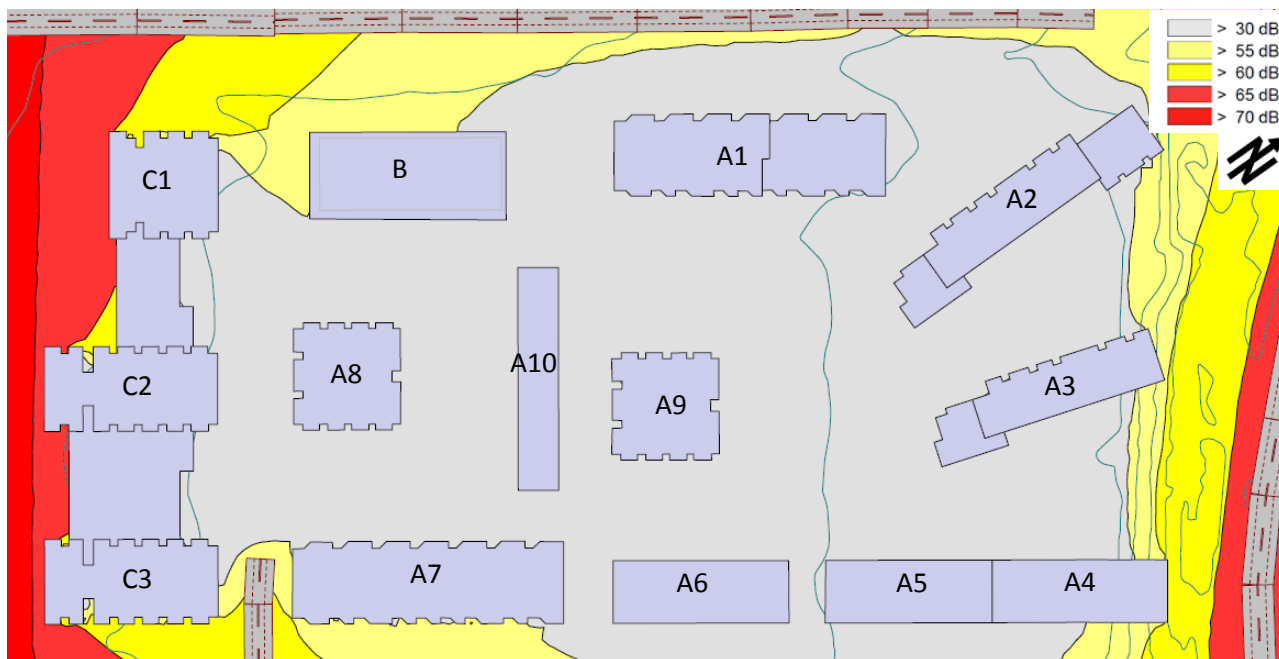 > 30 dB
> 55 dB
> 60 dB
> 65 dB
> 70 dB
N
C1
B
A1
A2
A8
A10
A9
A3
C2
C3
A7
A6
A5
A4